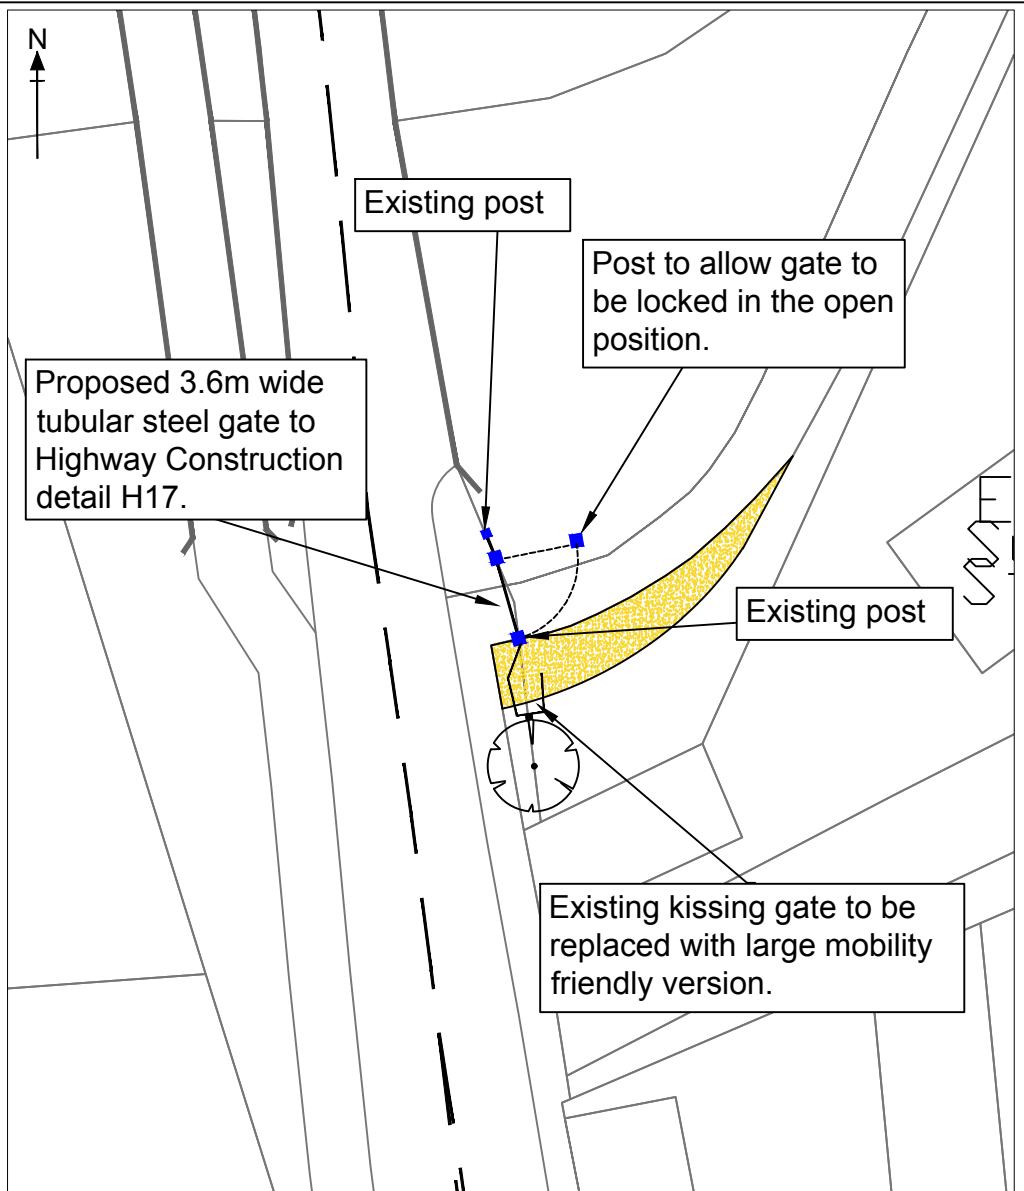 N
Existing post
Post to allow gate to
be locked in the open
position.
Proposed 3.6m wide
tubular steel gate to
Highway Construction
detail H17.
Existing post
Existing kissing gate to be
replaced with large mobility
friendly version.